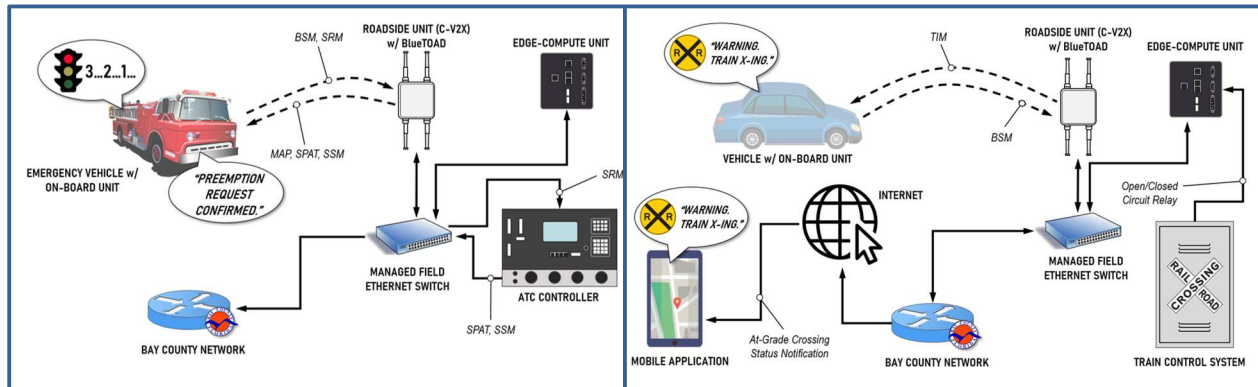 3...2...1...
BSM, SRM
ROADSIDE UNIT (C-V2X)
w/ BlueTOAD
EDGE-COMPUTE UNIT
MAP, SPAT, SSM
EMERGENCY VEHICLE w/
ON-BOARD UNIT
"PREEMPTION
REQUEST
CONFIRMED."
SRM
MANAGED FIELD
ETHERNET SWITCH
ATC CONTROLLER
SPAT, SSM
BAY COUNTY NETWORK
R R
"WARNING.
TRAIN X-ING."
TIM
ROADSIDE UNIT (C-V2X)
w/ BlueTOAD
EDGE-COMPUTE UNIT
BSM
VEHICLE w/ ON-BOARD UNIT
Open/Closed
Circuit Relay
INTERNET
R R
"WARNING.
TRAIN X-ING."
MANAGED FIELD
ETHERNET SWITCH
RAIL ROAD
CROSSING
At-Grade Crossing
Status Notification
MOBILE APPLICATION
BAY COUNTY NETWORK
TRAIN CONTROL SYSTEM